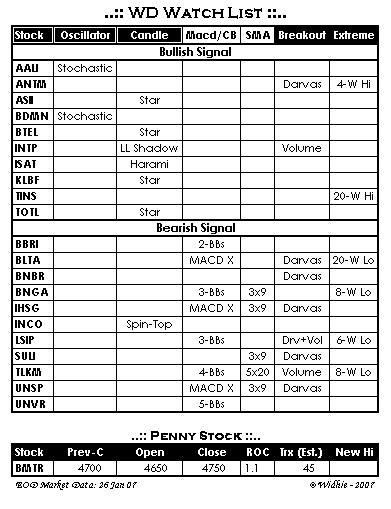 ..:: WD Watch List ::..
Stock Oscillator Candle Macd/CB SMA Breakout Extreme
Bullish Signal
AALI Stochastic
ANTM Darvas 4-W Hi
ASII Star
BDMN Stochastic
BTEL Star
INTP LL Shadow Volume
ISAT Harami
KLBF Star
TINS 20-W Hi
TOTL Star
Bearish Signal
BBRI 2-BBs
BLTA MACD X Darvas 20-W Lo
BNBR Darvas
BNGA 3-BBs 3x9 8-W Lo
IHSG MACD X 3x9 Darvas
INCO Spin-Top
LSIP 3-BBs Drv+Vol 6-W Lo
SULI 3x9 Darvas
TLKM 4-BBs 5x20 Volume 8-W Lo
UNSP MACD X 3x9 Darvas
UNVR 5-BBs
..:: Penny Stock ::..
Stock Prev-C Open Close ROC Trx (Est.) New Hi
BMTR 4700 4650 4750 1.1 45
EOD Market Data: 26 Jan 07 © Widhie - 2007